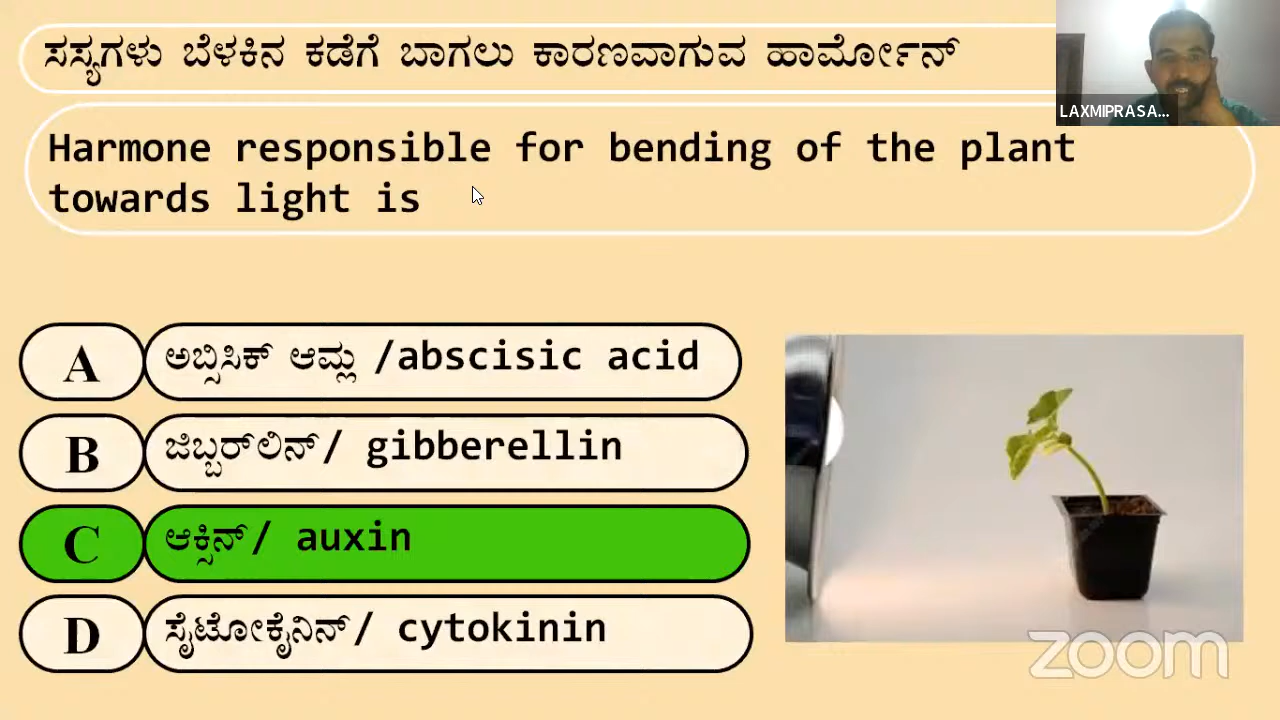 ಸಸ್ಯಗಳು ಬೆಳಕಿನ ಕಡೆಗೆ ಬಾಗಲು ಕಾರಣವಾಗುವ ಹಾರ್ಮೋನ್
LAXMIPRASA...
Harmone responsible for bending of the plant
towards light is
A ಅಬ್ಸಿಸಿಕ್ ಆಮ್ಲ /abscisic acid
B ಜಿಬ್ಬರ್‌ಲಿನ್/ gibberellin
C ಆಕ್ಸಿನ್/ auxin
D ಸೈಟೋಕೈನಿನ್/ cytokinin
zoom